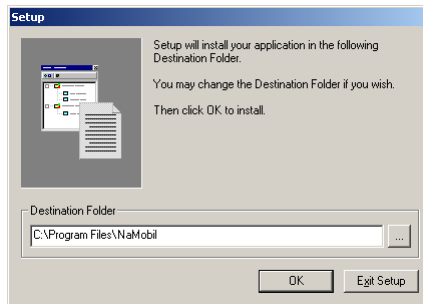 Setup
Setup will install your application in the following
Destination Folder.
You may change the Destination Folder if you wish.
Then click OK to install.
Destination Folder
C:\Program Files\NaMobil
...
OK
Exit Setup